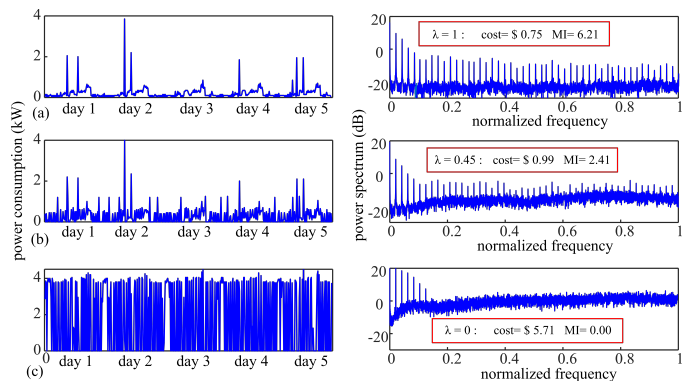 4
2
0
(a)
day 1 day 2 day 3 day 4 day 5
20
0
-20
0 0.2 0.4 0.6 0.8 1
λ = 1 : cost= $ 0.75 MI= 6.21
normalized frequency
4
2
0
(b)
day 1 day 2 day 3 day 4 day 5
20
0
-20
0 0.2 0.4 0.6 0.8 1
λ = 0.45 : cost= $ 0.99 MI= 2.41
normalized frequency
4
2
0
0
(c)
day 1 day 2 day 3 day 4 day 5
20
0
-20
0 0.2 0.4 0.6 0.8 1
λ = 0 : cost= $ 5.71 MI= 0.00
normalized frequency
power consumption (kW)
power spectrum (dB)